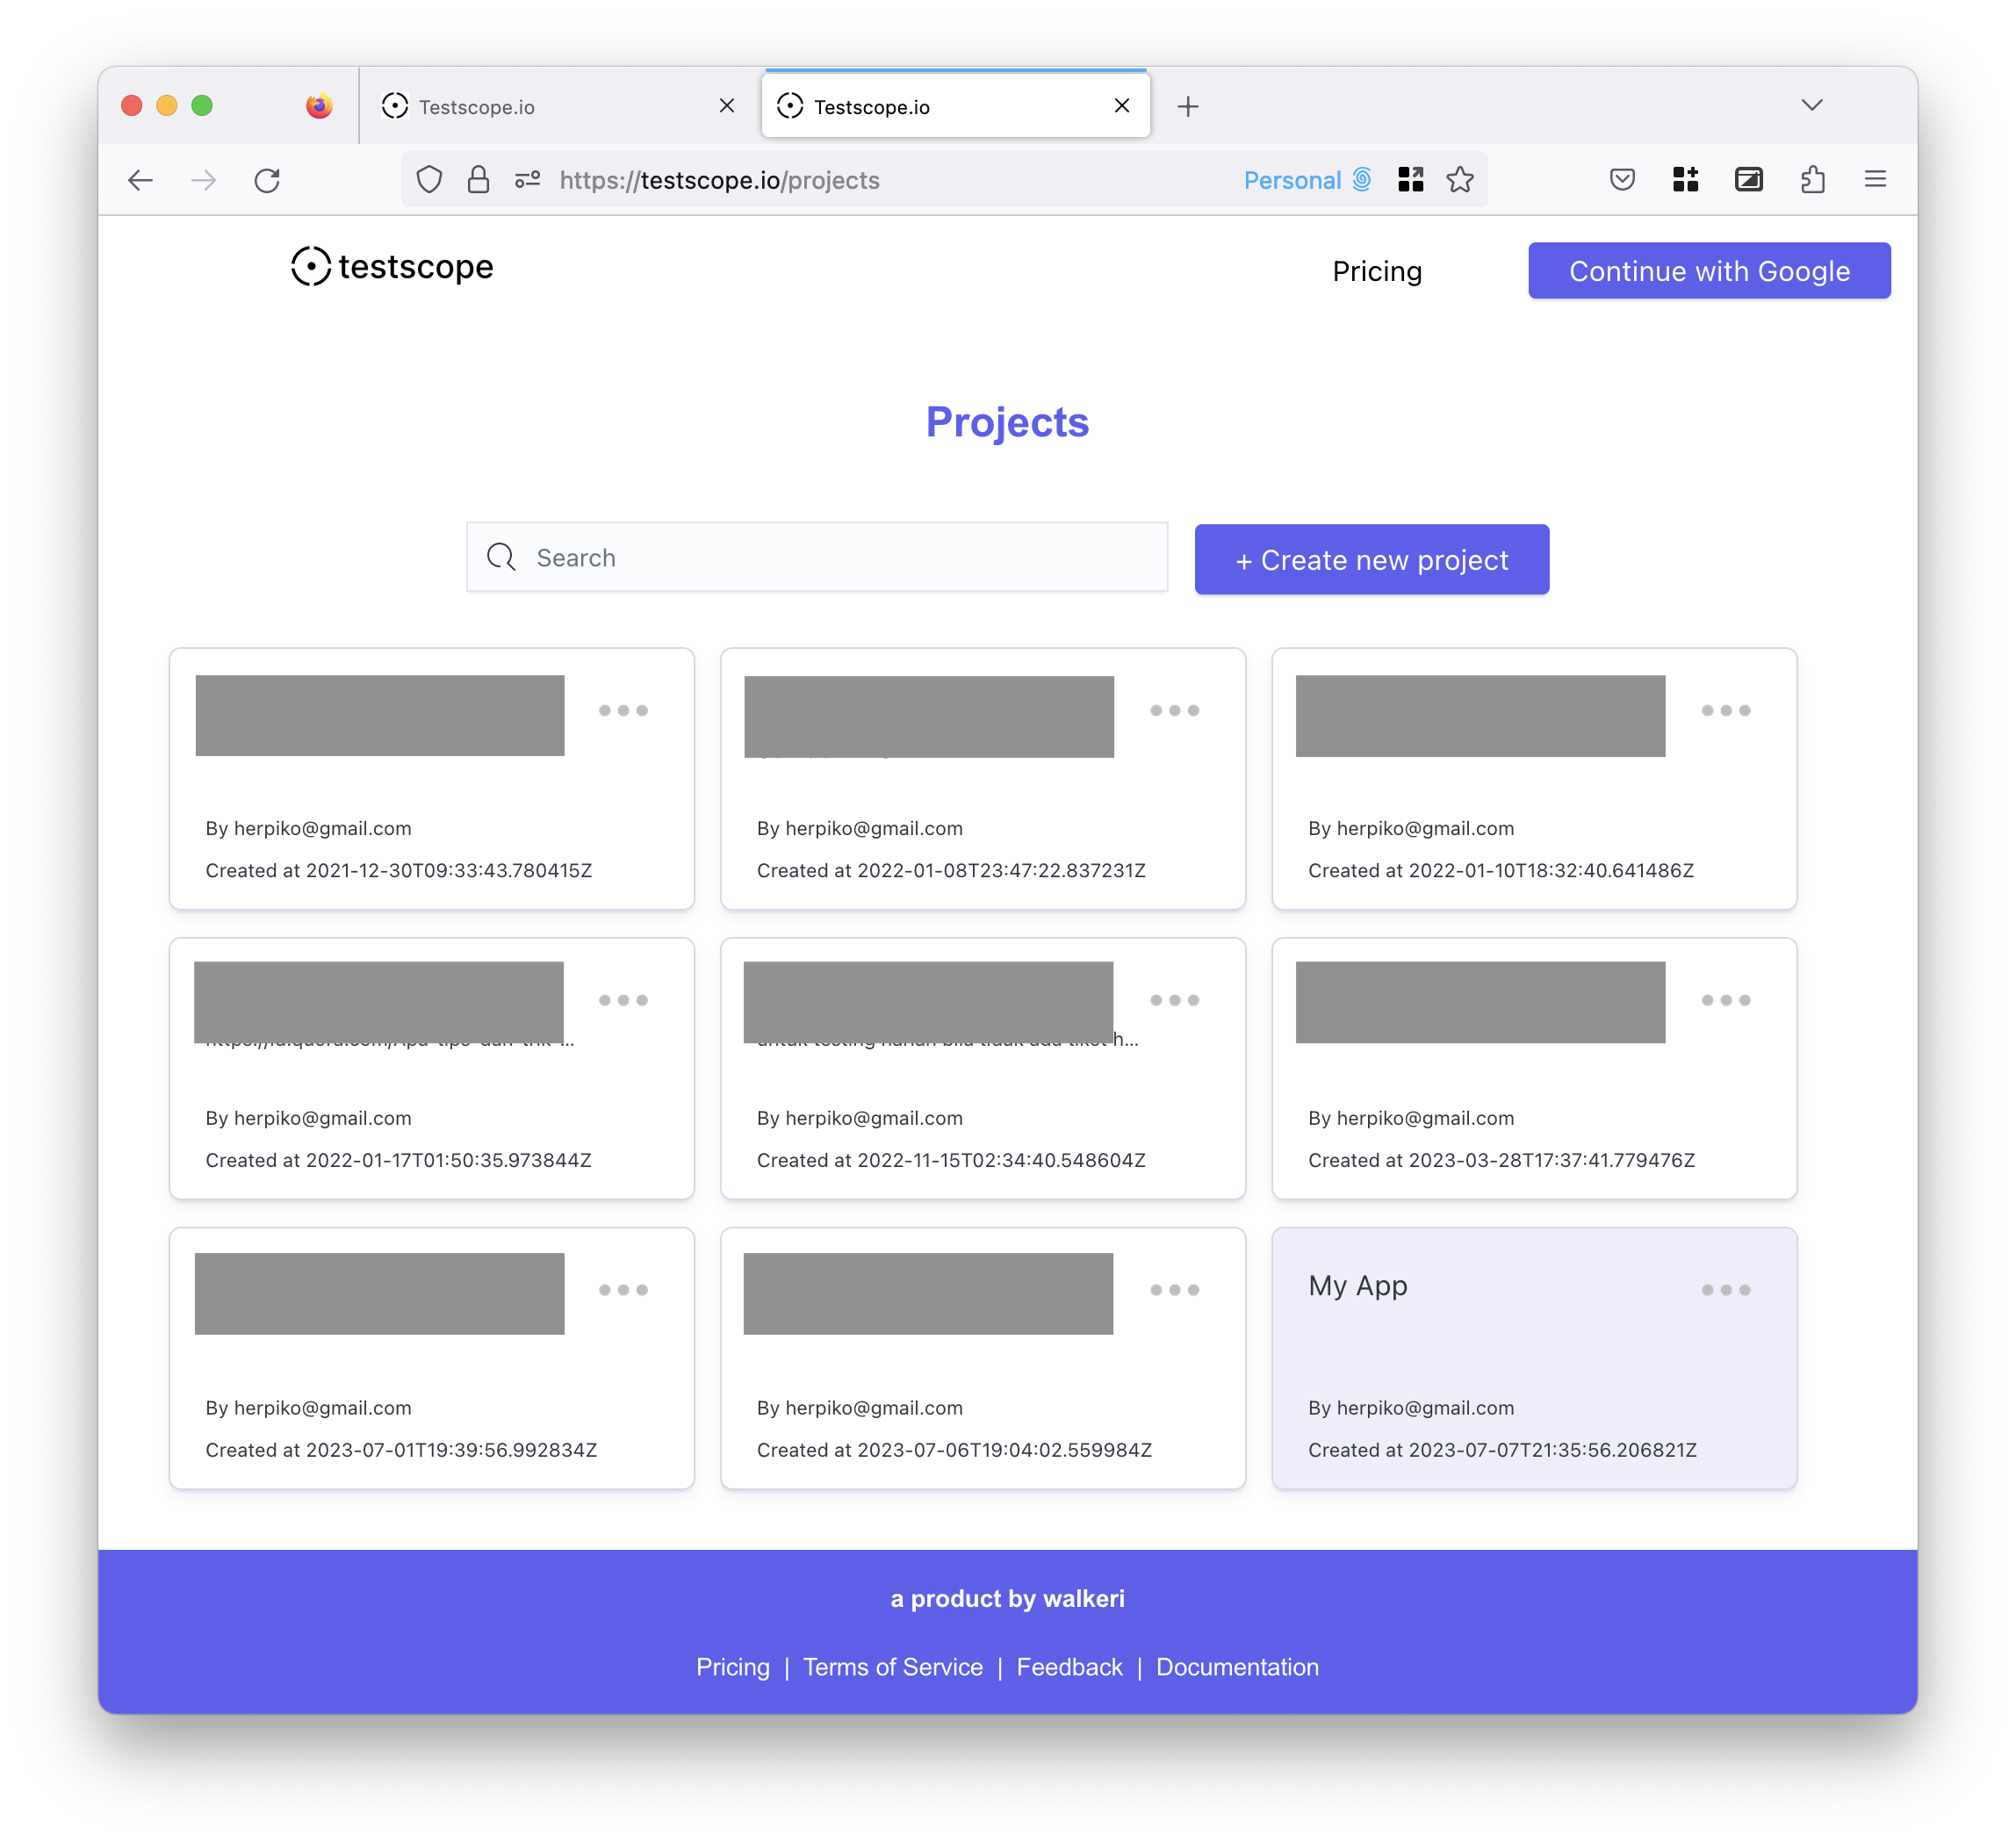 Testscope.io
Testscope.io
https://testscope.io/projects
Personal
testscope
Pricing
Continue with Google
Projects
Search
+ Create new project
By herpiko@gmail.com
Created at 2021-12-30T09:33:43.780415Z
By herpiko@gmail.com
Created at 2022-01-08T23:47:22.837231Z
By herpiko@gmail.com
Created at 2022-01-10T18:32:40.641486Z
By herpiko@gmail.com
Created at 2022-01-17T01:50:35.973844Z
h...
By herpiko@gmail.com
Created at 2022-11-15T02:34:40.548604Z
By herpiko@gmail.com
Created at 2023-03-28T17:37:41.779476Z
By herpiko@gmail.com
Created at 2023-07-01T19:39:56.992834Z
By herpiko@gmail.com
Created at 2023-07-06T19:04:02.559984Z
My App
By herpiko@gmail.com
Created at 2023-07-07T21:35:56.206821Z
a product by walkeri
Pricing | Terms of Service | Feedback | Documentation